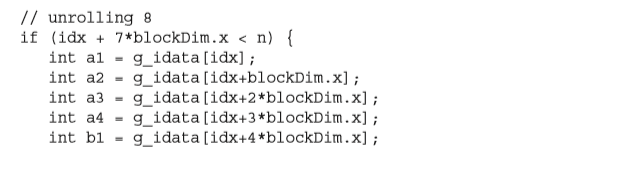 // unrolling 8
if (idx + 7*blockDim.x < n) {
   int a1 = g_idata[idx];
   int a2 = g_idata[idx+blockDim.x];
   int a3 = g_idata[idx+2*blockDim.x];
   int a4 = g_idata[idx+3*blockDim.x];
   int b1 = g_idata[idx+4*blockDim.x];